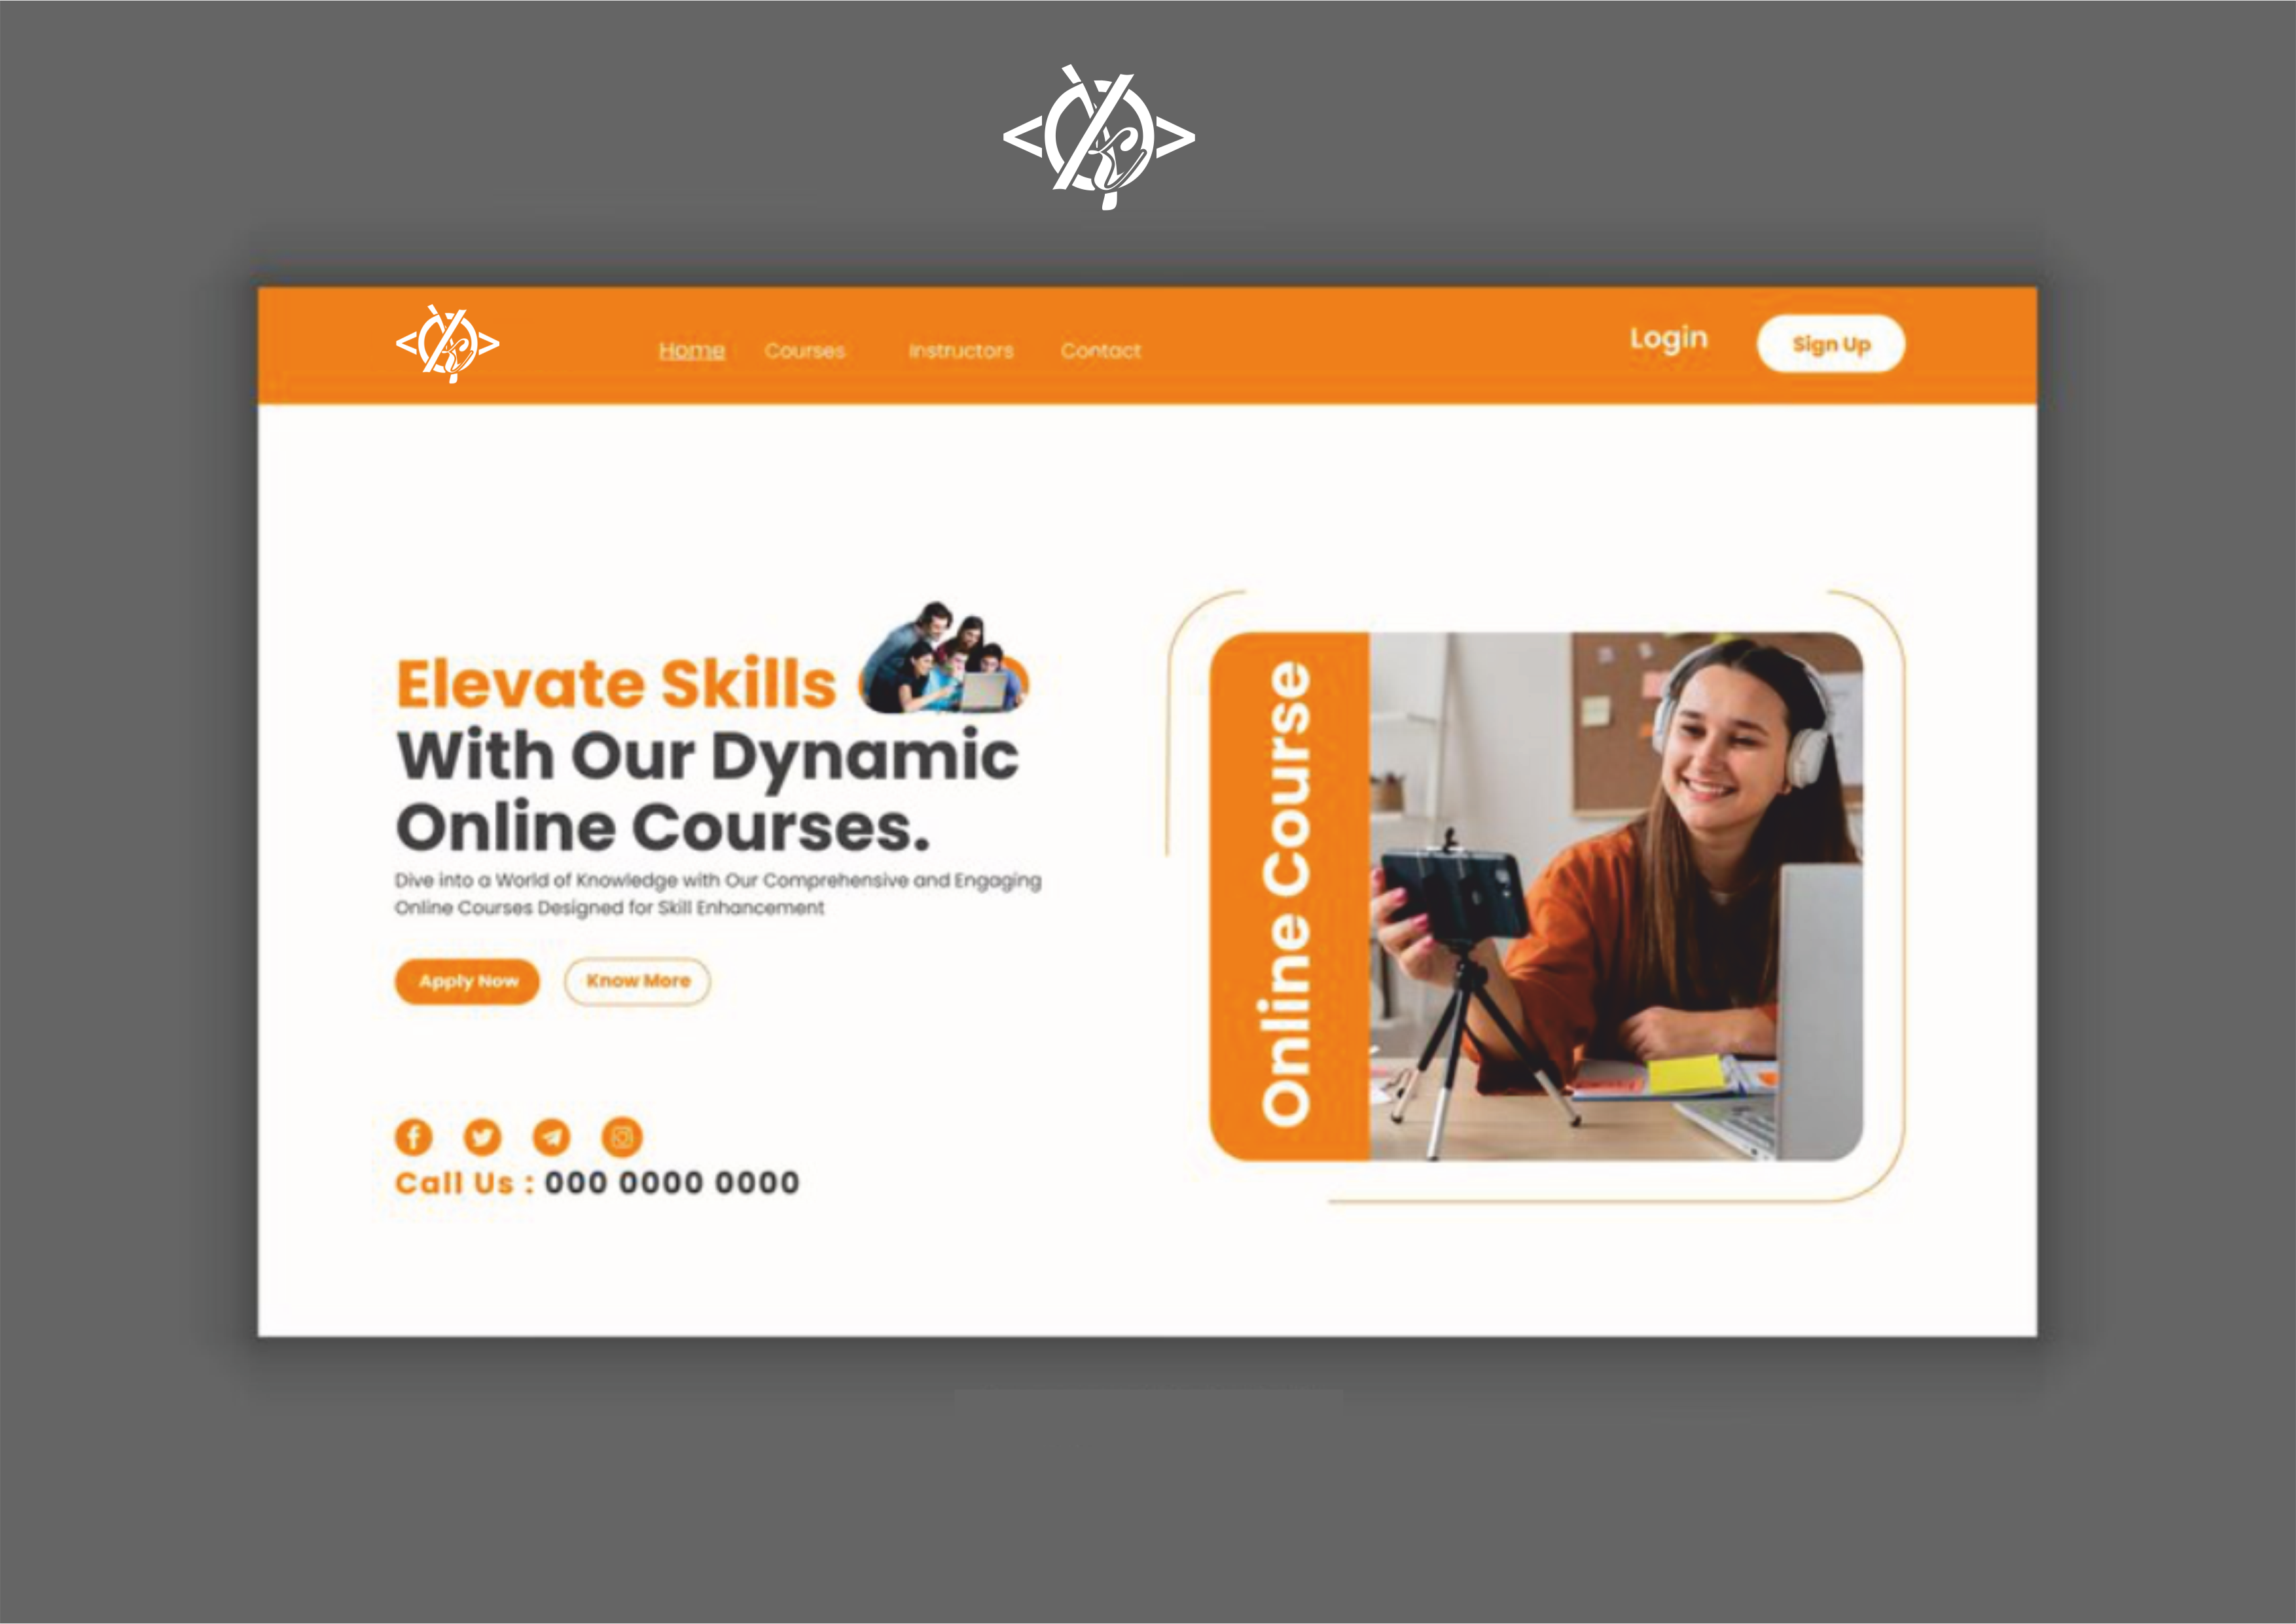 Home Courses Instructors Contact Login Sign Up
Elevate Skills
With Our Dynamic
Online Courses.
Dive into a World of Knowledge with Our Comprehensive and Engaging
Online Courses Designed for Skill Enhancement
Apply Now Know More
Call Us : 000 0000 0000
Online Course